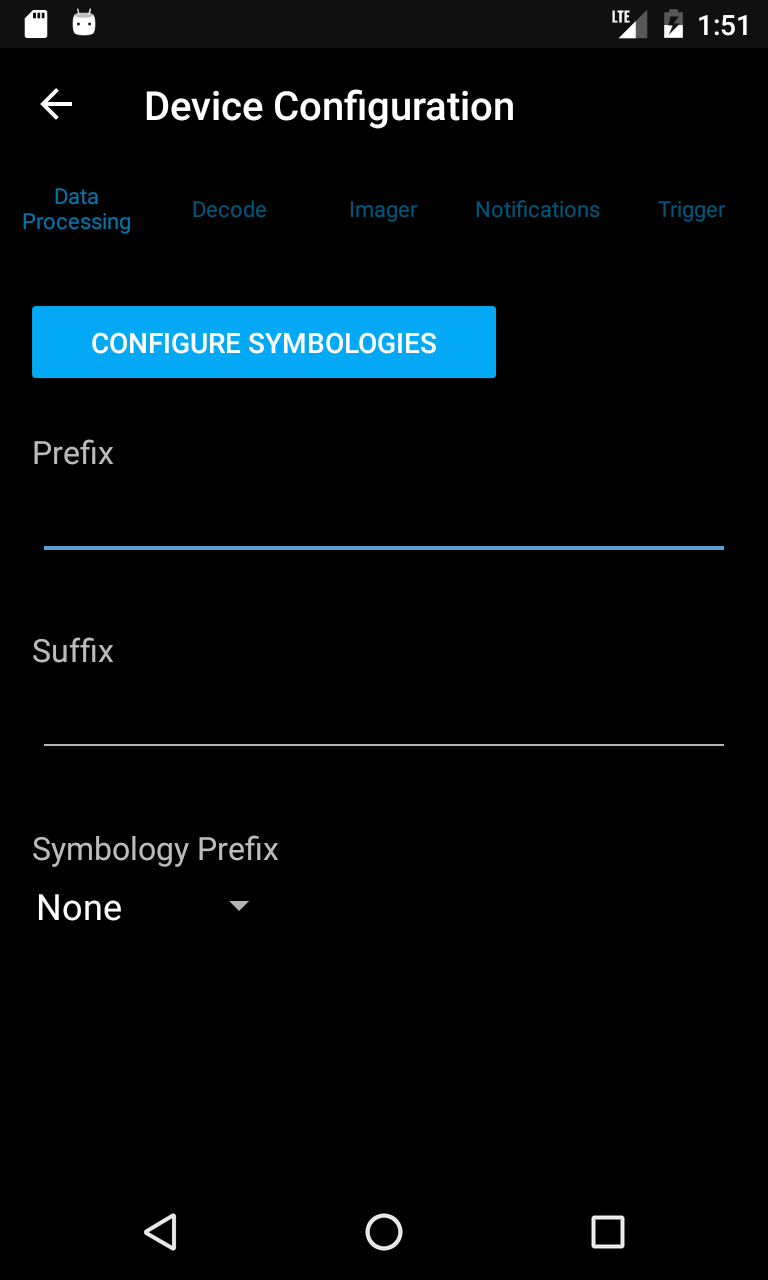 LTE 1:51
Device Configuration
Data Processing
Decode
Imager
Notifications
Trigger
CONFIGURE SYMBOLOGIES
Prefix
Suffix
Symbology Prefix
None